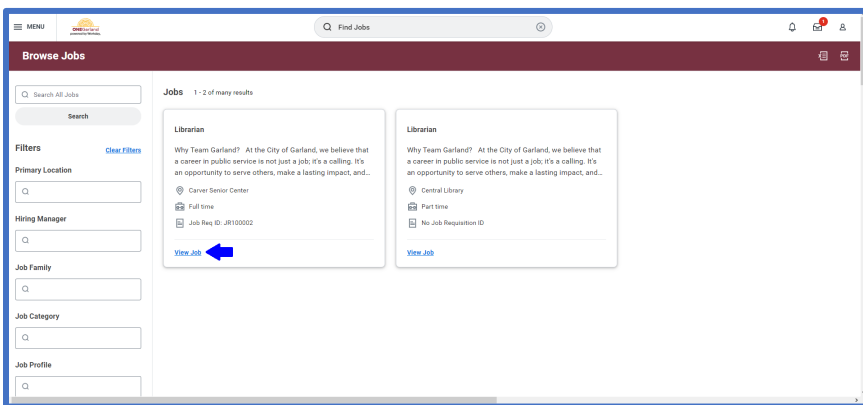 MENU
ONEGarland
powered by Workday
Find Jobs
1
Browse Jobs
Search All Jobs
Search
Filters
Clear Filters
Primary Location
Hiring Manager
Job Family
Job Category
Job Profile
Jobs 1 - 2 of many results
Librarian
Why Team Garland? At the City of Garland, we believe that
a career in public service is not just a job; it's a calling. It's
an opportunity to serve others, make a lasting impact, and...
Carver Senior Center
Full time
Job Req ID: JR100002
View Job
Librarian
Why Team Garland? At the City of Garland, we believe that
a career in public service is not just a job; it's a calling. It's
an opportunity to serve others, make a lasting impact, and...
Central Library
Part time
No Job Requisition ID
View Job